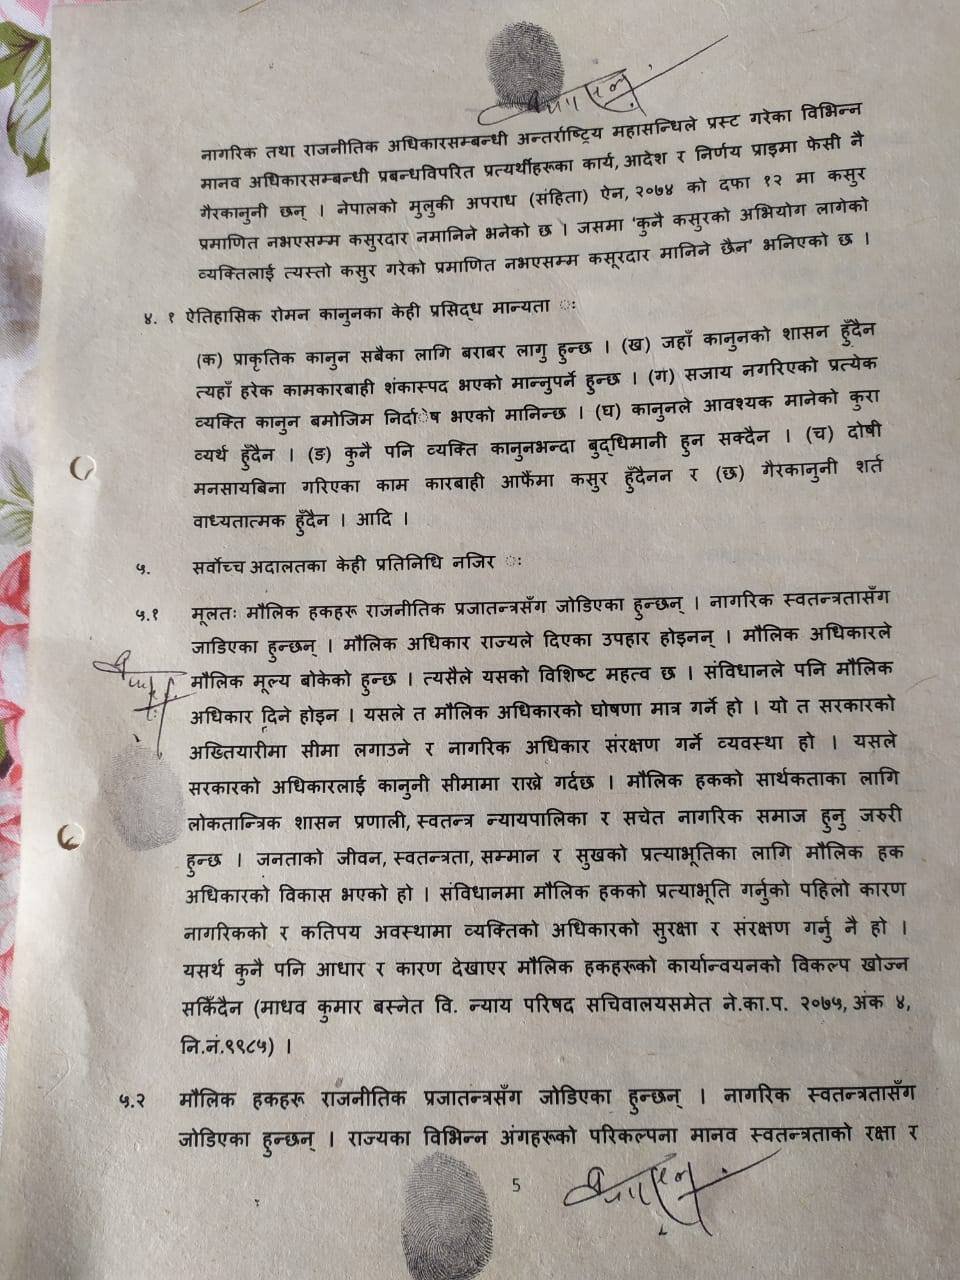 नागरिक तथा राजनीतिक अधिकारसम्बन्धी अन्तर्राष्ट्रिय महासन्धिले प्रस्ट गरेका विभिन्न
मानव अधिकारसम्बन्धी प्रबन्धविपरित प्रत्यर्थीहरूका कार्य, आदेश र निर्णय प्राइमा फेसी नै
गैरकानुनी छन् । नेपालको मुलुकी अपराध (संहिता) ऐन, २०७४ को दफा १२ मा कसुर
प्रमाणित नभएसम्म कसुरदार नमानिने भनेको छ । जसमा 'कुनै कसुरको अभियोग लागेको
व्यक्तिलाई त्यस्तो कसुर गरेको प्रमाणित नभएसम्म कसूरदार मानिने छैन' भनिएको छ ।
४. १ ऐतिहासिक रोमन कानुनका केही प्रसिद्ध मान्यता ः
(क) प्राकृतिक कानुन सबैका लागि बराबर लागु हुन्छ । (ख) जहाँ कानुनको शासन हुँदैन
त्यहाँ हरेक कामकारबाही शंकास्पद भएको मान्नुपर्ने हुन्छ । (ग) सजाय नगरिएको प्रत्येक
व्यक्ति कानुन बमोजिम निर्दाेष भएको मानिन्छ । (घ) कानुनले आवश्यक मानेको कुरा
व्यर्थ हुँदैन । (ङ) कुनै पनि व्यक्ति कानुनभन्दा बुद्धिमानी हुन सक्दैन । (च) दोषी
मनसायबिना गरिएका काम कारबाही आफैंमा कसुर हुँदैनन र (छ) गैरकानुनी शर्त
वाध्यतात्मक हुँदैन । आदि ।
५. सर्वोच्च अदालतका केही प्रतिनिधि नजिर ः
५.१ मूलतः मौलिक हकहरू राजनीतिक प्रजातन्त्रसँग जोडिएका हुन्छन् । नागरिक स्वतन्त्रतासँग
जाडिएका हुन्छन् । मौलिक अधिकार राज्यले दिएका उपहार होइनन् । मौलिक अधिकारले
मौलिक मूल्य बोकेको हुन्छ । त्यसैले यसको विशिष्ट महत्व छ । संविधानले पनि मौलिक
अधिकार दिने होइन । यसले त मौलिक अधिकारको घोषणा मात्र गर्ने हो । यो त सरकारको
अख्तियारीमा सीमा लगाउने र नागरिक अधिकार संरक्षण गर्ने व्यवस्था हो । यसले
सरकारको अधिकारलाई कानुनी सीमामा राख्ने गर्दछ । मौलिक हकको सार्थकताका लागि
लोकतान्त्रिक शासन प्रणाली, स्वतन्त्र न्यायपालिका र सचेत नागरिक समाज हुनु जरुरी
हुन्छ । जनताको जीवन, स्वतन्त्रता, सम्मान र सुखको प्रत्याभूतिका लागि मौलिक हक
अधिकारको विकास भएको हो । संविधानमा मौलिक हकको प्रत्याभूति गर्नुको पहिलो कारण
नागरिकको र कतिपय अवस्थामा व्यक्तिको अधिकारको सुरक्षा र संरक्षण गर्नु नै हो ।
यसर्थ कुनै पनि आधार र कारण देखाएर मौलिक हकहरूको कार्यान्वयनको विकल्प खोज्न
सकिँदैन (माधव कुमार बस्नेत वि. न्याय परिषद सचिवालयसमेत ने.का.प. २०७५, अंक ४,
नि.नं.९९८५) ।
५.२ मौलिक हकहरू राजनीतिक प्रजातन्त्रसँग जोडिएका हुन्छन् । नागरिक स्वतन्त्रतासँग
जोडिएका हुन्छन् । राज्यका विभिन्न अंगहरूको परिकल्पना मानव स्वतन्त्रताको रक्षा र
5